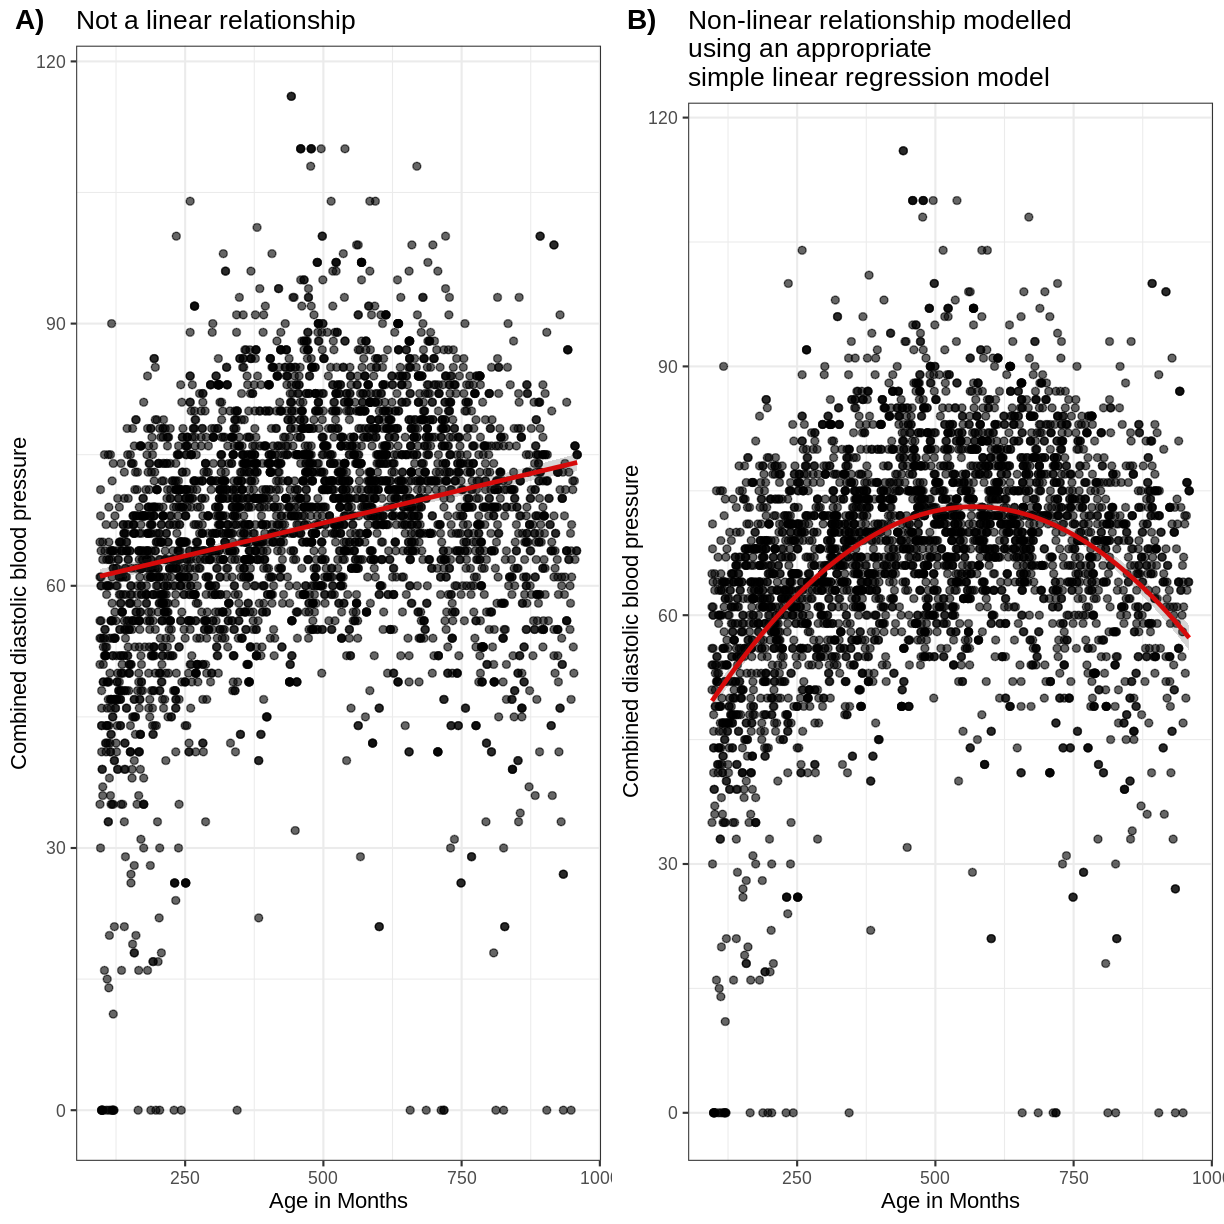 A) Not a linear relationship
120
90
60
30
0
250 500 750 100
Age in Months
Combined diastolic blood pressure
B) Non-linear relationship modelled
using an appropriate
simple linear regression model
120
90
60
30
0
250 500 750 1000
Age in Months
Combined diastolic blood pressure